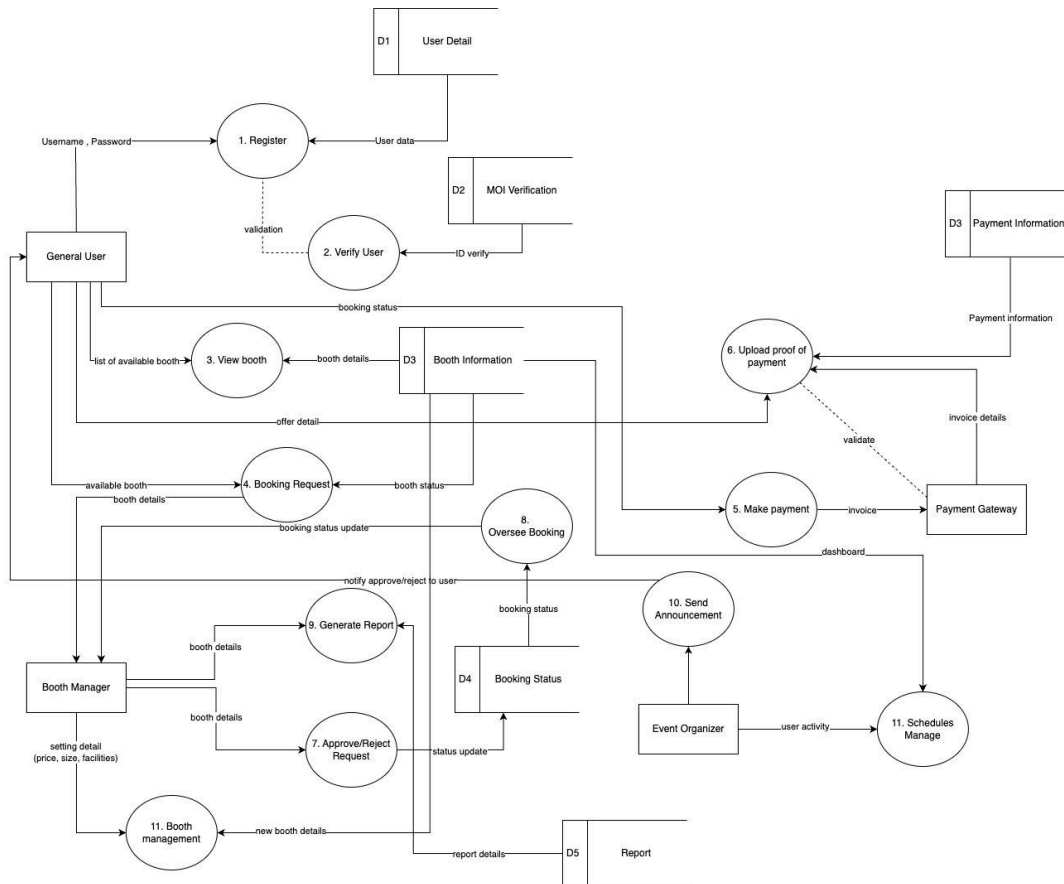 D1
User Detail
Username , Password
1. Register
User data
D2
MOI Verification
D3
Payment Information
validation
2. Verify User
ID verify
General User
booking status
Payment information
list of available booth
3. View booth
booth details
D3
Booth Information
6. Upload proof of
payment
offer detail
invoice details
validate
available booth
4. Booking Request
booth status
booth details
5. Make payment
invoice
Payment Gateway
8.
Oversee Booking
booking status update
dashboard
notify approve/reject to user
10. Send
Announcement
booking status
9. Generate Report
booth details
Booth Manager
D4
Booking Status
booth details
Event Organizer
user activity
11. Schedules
Manage
7. Approve/Reject
Request
status update
setting detail
(price, size, facilities)
11. Booth
management
new booth details
report details
D5
Report